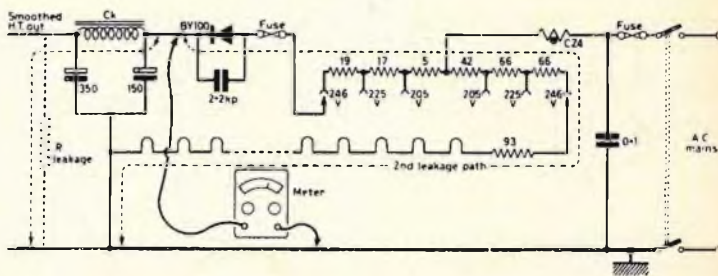 Smoothed
H.T. out
Ck
BY100
Fuse
CZ4
Fuse
350
150
2·2kp
19
17
5
42
66
66
246
V
225
V
205
V
205
V
225
V
246
V
0·1
A.C
mains
R
leakage
93
2nd leakage path
Meter